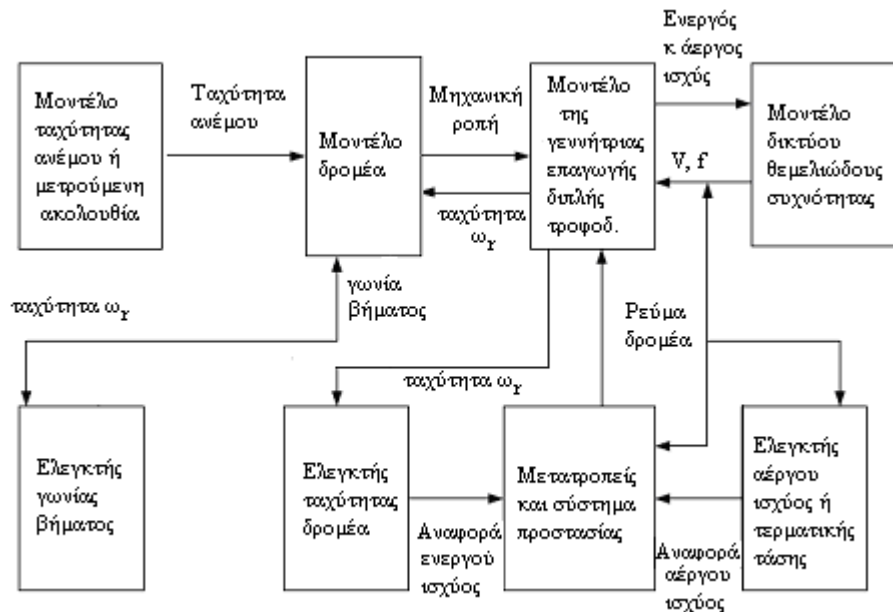 Ενεργός
κ άεργος
ισχύς
Μοντέλο
ταχύτητας
ανέμου ή
μετρούμενη
ακολουθία
Ταχύτητα
ανέμου
Μοντέλο
δρομέα
Μηχανική
ροπή
ταχύτητα
ωr
Μοντέλο
της
γεννήτριας
επαγωγής
διπλής
τροφοδ.
V, f
Μοντέλο
δικτύου
θεμελιώδους
συχνότητας
ταχύτητα ωr
γωνία
βήματος
ταχύτητα ωr
Ρεύμα
δρομέα
Ελεγκτής
γωνίας
βήματος
Ελεγκτής
ταχύτητας
δρομέα
Αναφορά
ενεργού
ισχύος
Μετατροπείς
και σύστημα
προστασίας
Αναφορά
αέργου
ισχύος
Ελεγκτής
αέργου
ισχύος ή
τερματικής
τάσης